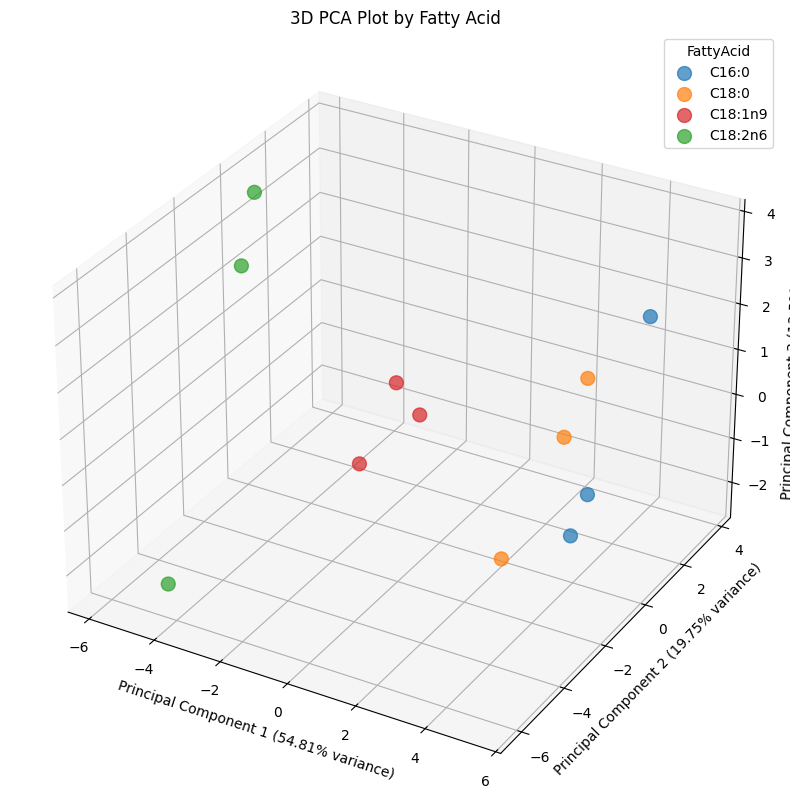 3D PCA Plot by Fatty Acid
FattyAcid
C16:0
C18:0
C18:1n9
C18:2n6
4
3
2
1
0
−1
−2
Principal Component 3
4
2
0
−2
−4
−6
Principal Component 2 (19.75% variance)
−6
−4
−2
0
2
4
6
Principal Component 1 (54.81% variance)